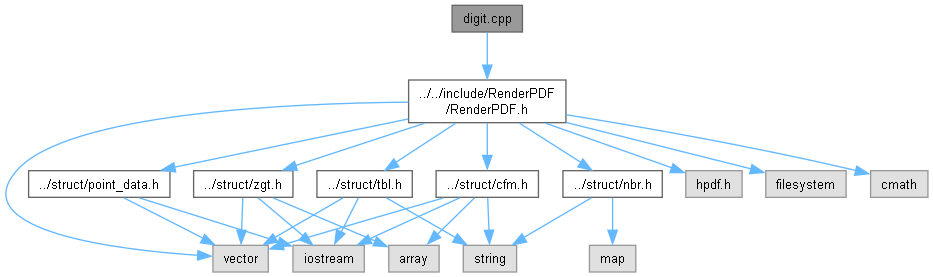 digit.cpp
../../include/RenderPDF
/RenderPDF.h
../struct/point_data.h
../struct/zgt.h
../struct/tbl.h
../struct/cfm.h
../struct/nbr.h
hpdf.h
filesystem
cmath
vector
iostream
array
string
map